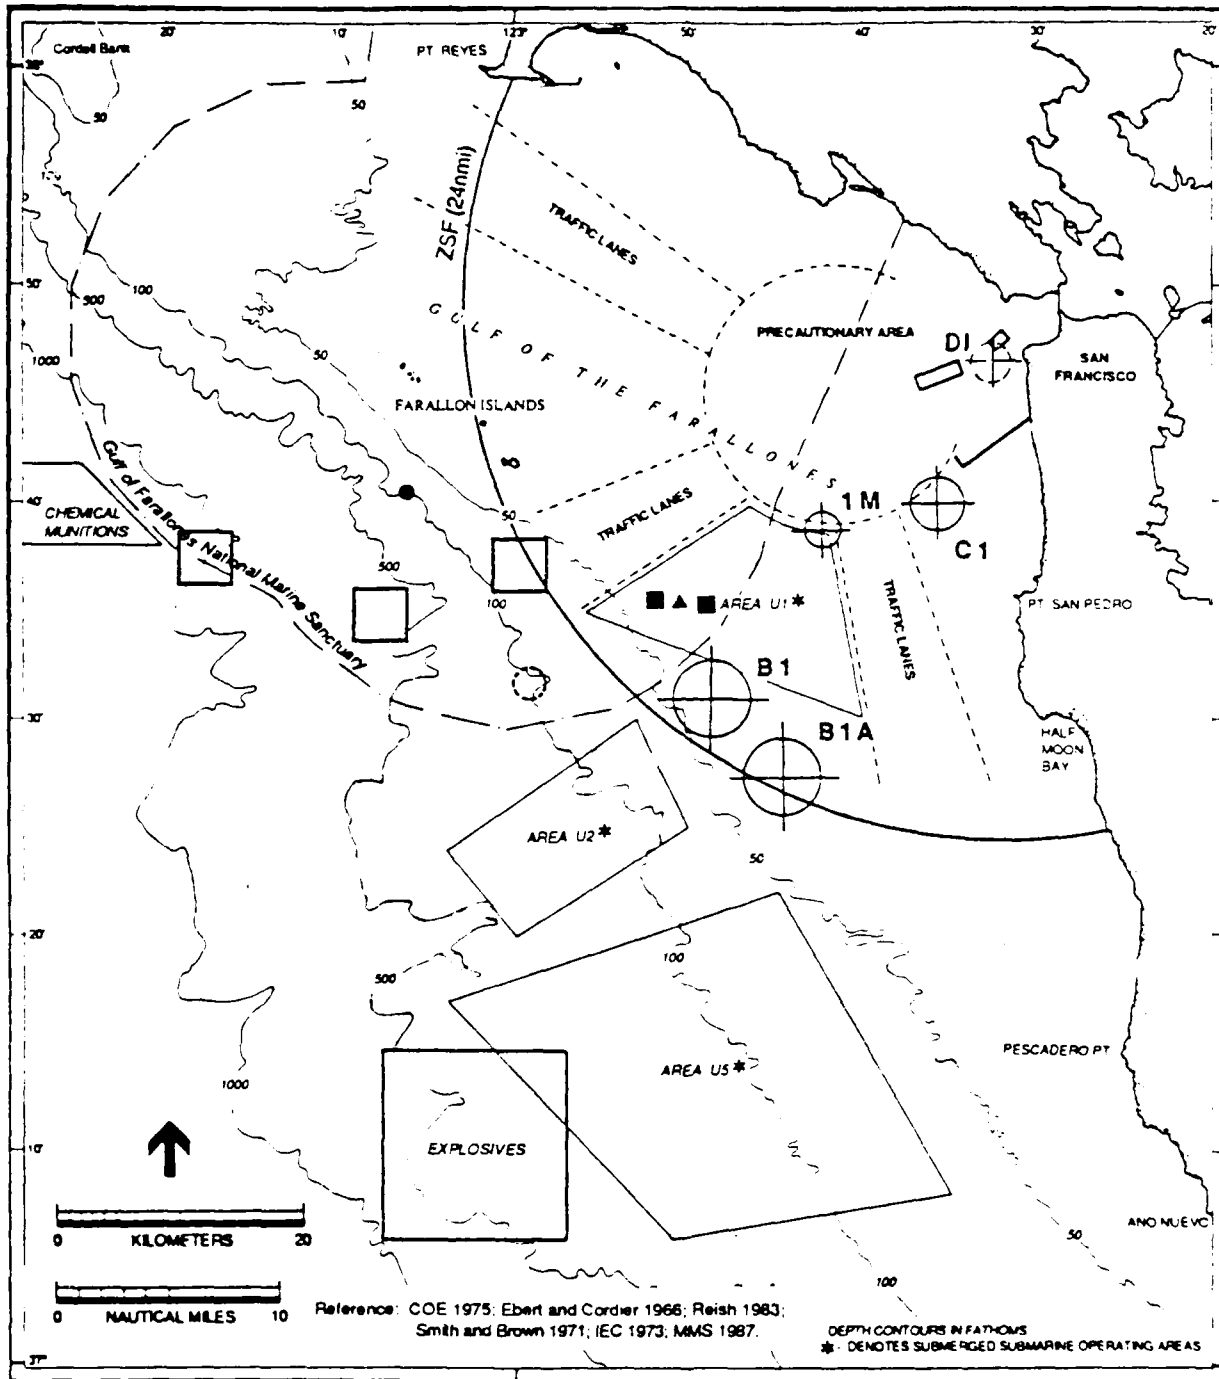 20'
10'
123°
50'
40'
30'
20'
Cordell Bank
PT REYES
38°
50
50
100
ZSF (24nmi)
TRAFFIC LANES
50'
100
500
GULF OF THE FARALLONES
PRECAUTIONARY AREA
D1
SAN
FRANCISCO
50
1000
FARALLON ISLANDS
Gulf of Farallones National Marine Sanctuary
40'
CHEMICAL
MUNITIONS
50
TRAFFIC LANES
1M
C1
500
100
AREA U1*
TRAFFIC LANES
PT. SAN PEDRO
B1
30'
B1A
HALF
MOON
BAY
AREA U2*
50
20'
100
500
PESCADERO PT
AREA U5*
1000
10'
EXPLOSIVES
ANO NUEVO
0 KILOMETERS 20
50
100
0 NAUTICAL MILES 10
Reference: COE 1975; Ebert and Cordier 1966; Reish 1983;
Smith and Brown 1971; IEC 1973; MMS 1987.
DEPTH CONTOURS IN FATHOMS
* - DENOTES SUBMERGED SUBMARINE OPERATING AREAS
37°